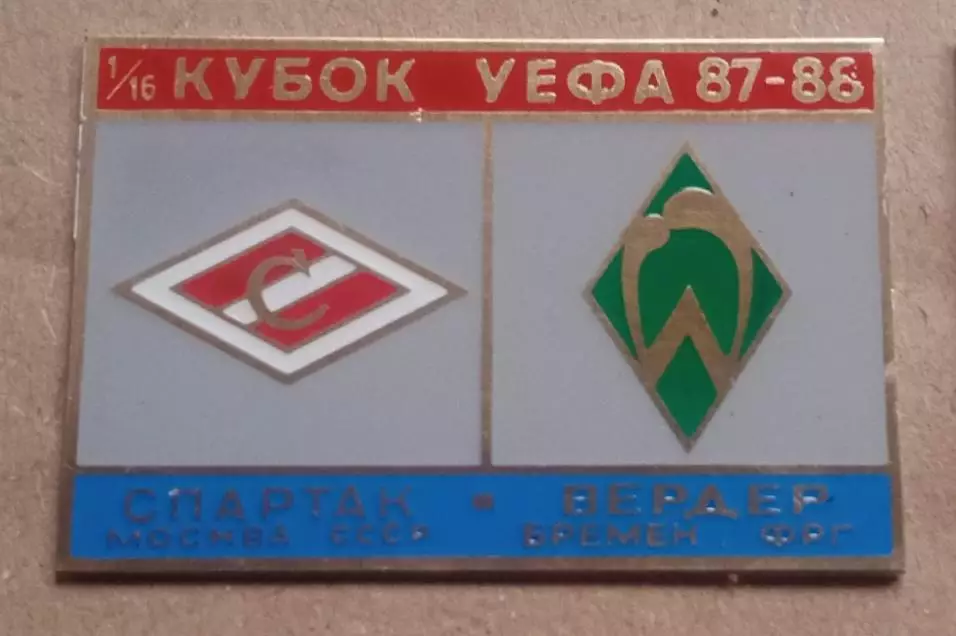 1/16 КУБОК УЕФА 87-88
С
СПАРТАК - ВЕРДЕР
МОСКВА СССР БРЕМЕН ФРГ